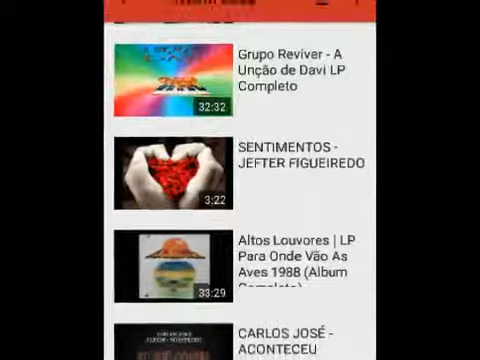 Grupo Reviver - A
Unção de Davi LP
Completo
32:32
SENTIMENTOS -
JEFTER FIGUEIREDO
3:22
Altos Louvores | LP
Para Onde Vão As
Aves 1988 (Album
Completo)
33:29
CARLOS JOSÉ -
ACONTECEU